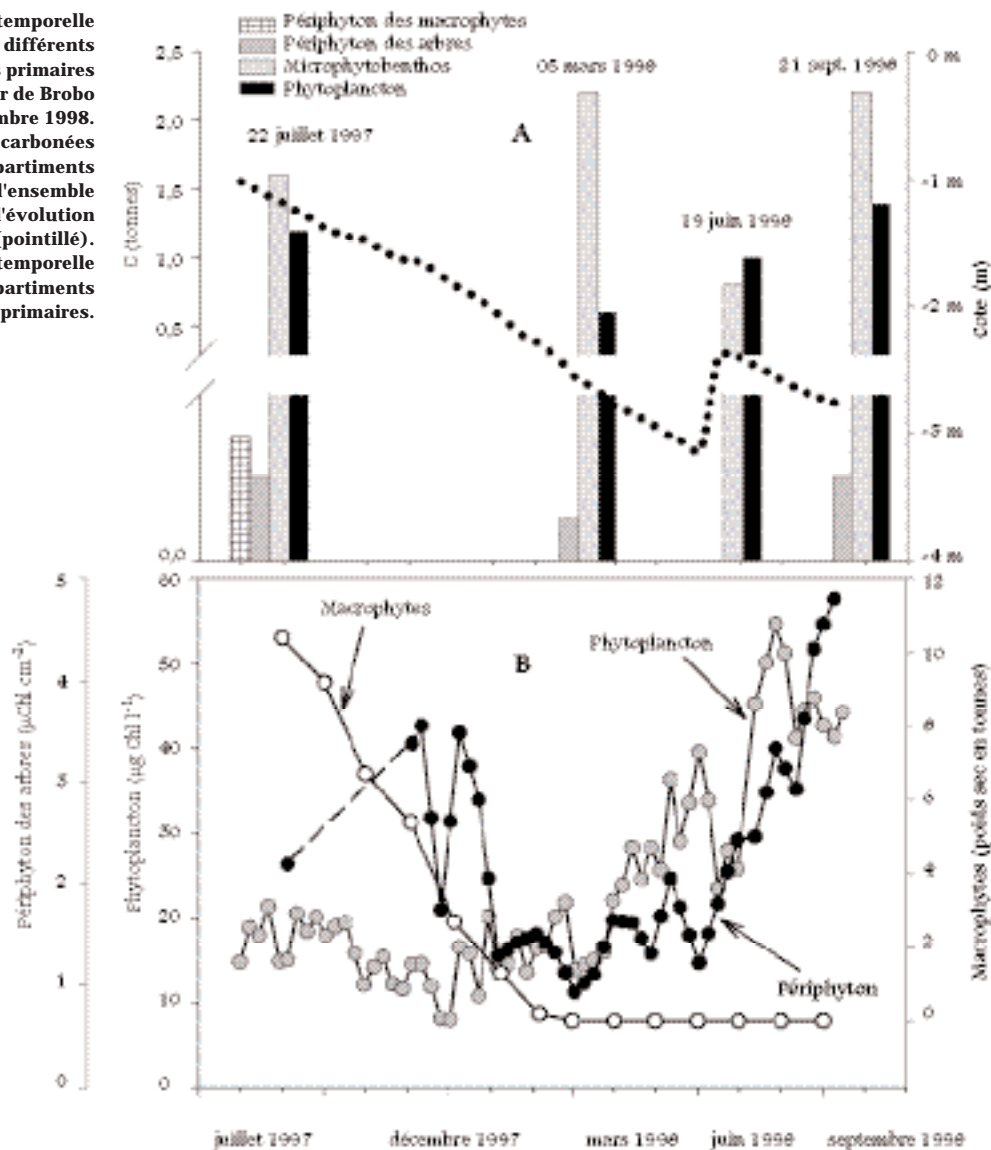 temporelle
différents
s primaires
r de Brobo
mbre 1998.
carbonées
partiments
l'ensemble
l'évolution
(pointillé).
temporelle
partiments
primaires.
Périphyton des macrophytes
Périphyton des arbres
Microphytobenthos
Phytoplancton
A
22 juillet 1997
05 mars 1998
19 juin 1998
21 sept. 1998
C (tonnes)
2,5
2,0
1,5
1,0
0,5
0,0
Cote (m)
0 m
-1 m
-2 m
-3 m
-4 m
B
Macrophytes
Phytoplancton
Périphyton
Périphyton des arbres (µChl cm-2)
5
4
3
2
1
0
Phytoplancton (µg Chl l-1)
60
50
40
30
20
10
0
Macrophytes (poids sec en tonnes)
12
10
8
6
4
2
0
juillet 1997
décembre 1997
mars 1998
juin 1998
septembre 1998